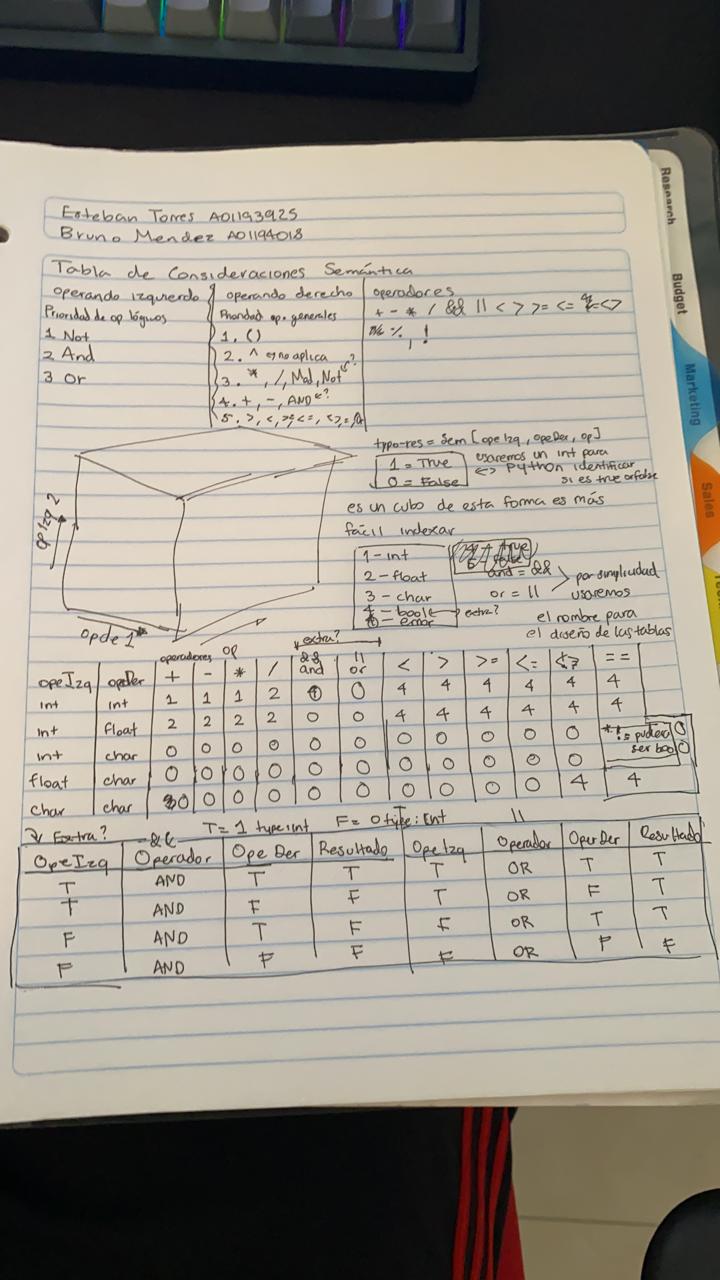 Esteban Torres A01193925
Bruno Mendez A01194018
Tabla de Consideraciones Semántica
operando izquierdo
Prioridad de op lógicos
1 Not
2 And
3 Or
operando derecho
Prioridad op. generales
1. ()
2. ^ no aplica
3. *, /, Mod, Not ?
4. +, -, AND ?
5. >, <, >=, <=, <>, =, Or
operadores
+ - * / && || < > >= <= <>
%, !
typo-res = Sem [opeIzq, opeDer, op]
1 = True
0 = False
usaremos un int para
Python identificar
si es true or false
es un cubo de esta forma es más
fácil indexar
1 - int
2 - float
3 - char
4 - bool extra?
0 - error
and = &&
or = ||
por simplicidad
usaremos
el nombre para
el diseño de las tablas
opeIzq 2
opde 1
op
operadores
extra?
opeIzq opeDer + - * / && and || or < > >= <= <> ==
int int 1 1 1 2 0 0 4 4 4 4 4 4
int float 2 2 2 2 0 0 4 4 4 4 4 4
int char 0 0 0 0 0 0 0 0 0 0 0 0
float char 0 0 0 0 0 0 0 0 0 0 0 0
char char 0 0 0 0 0 0 0 0 0 0 4 4
*!= pudiera
ser bool
Extra? && T= 1 type: int F= 0 type: Int ||
OpeIzq Operador Ope Der Resultado OpeIzq Operador OperDer Resultado
T AND T T T OR T T
T AND F F T OR F T
F AND T F F OR T T
F AND F F F OR F F
Research
Budget
Marketing
Sales